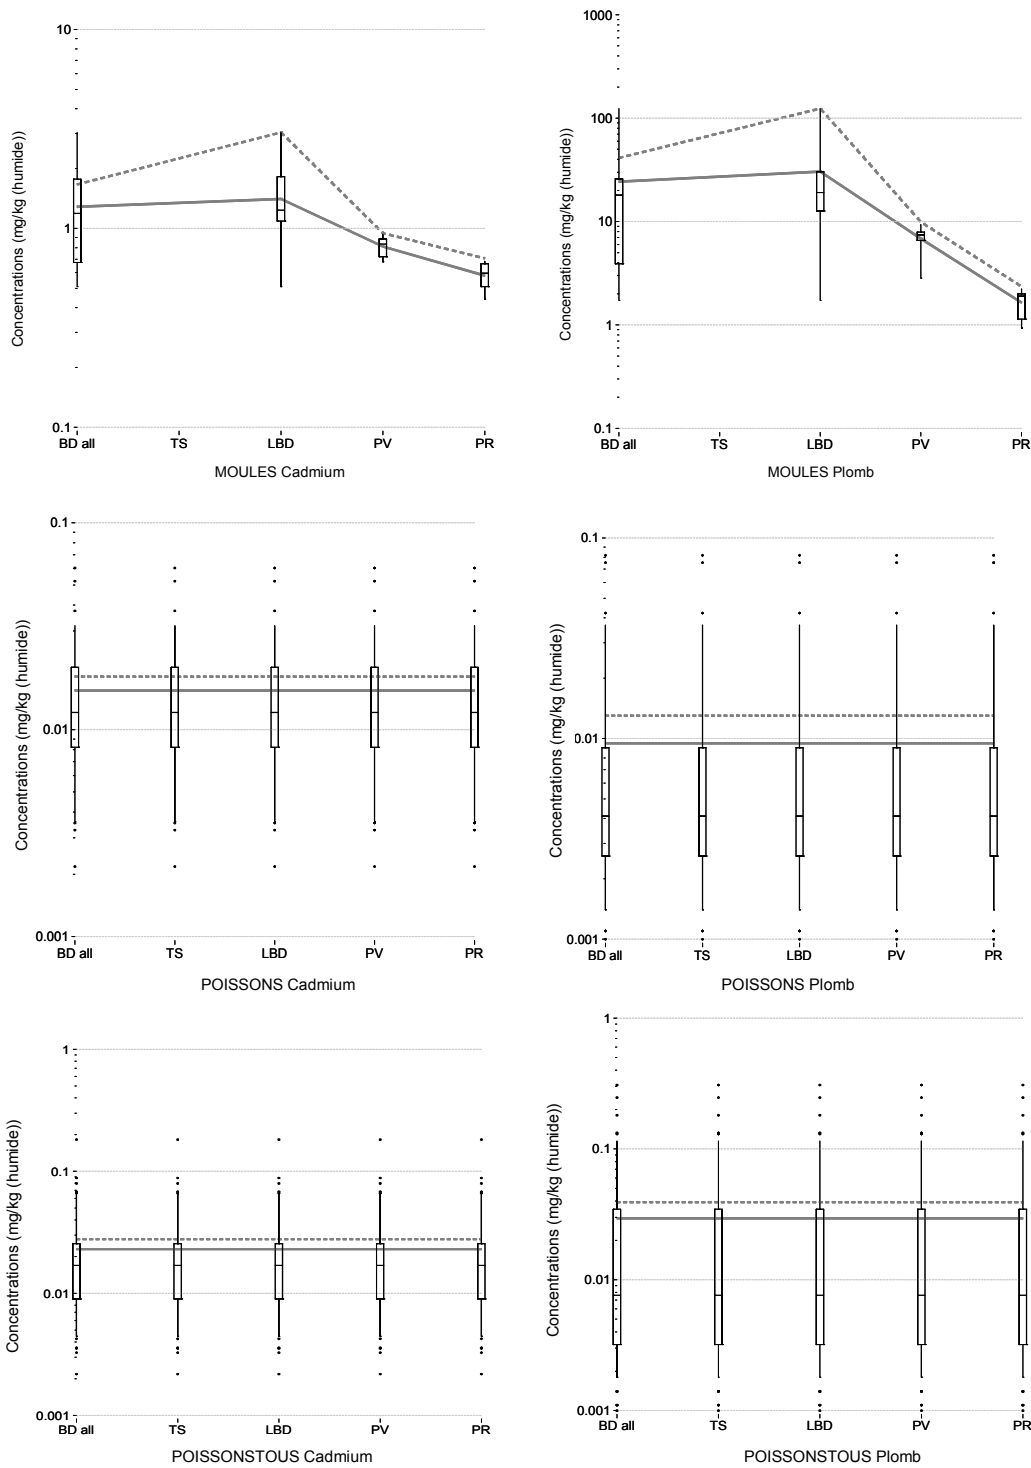 Concentrations (mg/kg (humide))
10
1
0.1
BD all TS LBD PV PR
MOULES Cadmium
Concentrations (mg/kg (humide))
1000
100
10
1
0.1
BD all TS LBD PV PR
MOULES Plomb
Concentrations (mg/kg (humide))
0.1
0.01
0.001
BD all TS LBD PV PR
POISSONS Cadmium
Concentrations (mg/kg (humide))
0.1
0.01
0.001
BD all TS LBD PV PR
POISSONS Plomb
Concentrations (mg/kg (humide))
1
0.1
0.01
0.001
BD all TS LBD PV PR
POISSONSTOUS Cadmium
Concentrations (mg/kg (humide))
1
0.1
0.01
0.001
BD all TS LBD PV PR
POISSONSTOUS Plomb